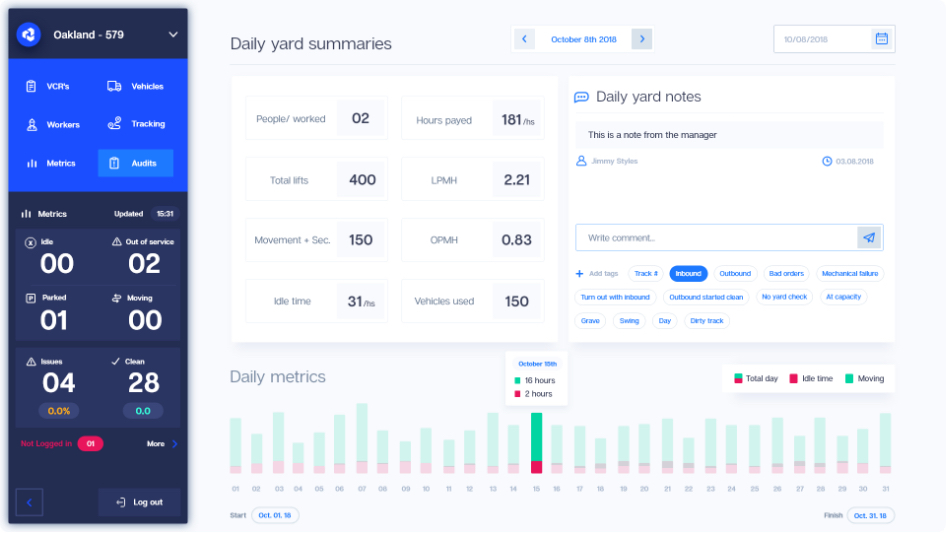 Oakland - 579
VCR's
Vehicles
Workers
Tracking
Metrics
Audits
Metrics
Updated 15:31
Idle
00
Out of service
02
Parked
01
Moving
00
Issues
04
0.0%
Clean
28
0.0
Not Logged in 01
More
Log out
Daily yard summaries
October 8th 2018
10/08/2018
People/ worked 02
Hours payed 181 /hs
Total lifts 400
LPMH 2.21
Movement + Sec. 150
OPMH 0.83
Idle time 31 /hs
Vehicles used 150
Daily yard notes
This is a note from the manager
Jimmy Styles
03.08.2018
Write comment...
+ Add tags Track # Inbound Outbound Bad orders Mechanical failure
Turn out with inbound Outbound started clean No yard check At capacity
Grave Swing Day Dirty track
Daily metrics
October 15th
16 hours
2 hours
Total day Idle time Moving
01 02 03 04 05 06 07 08 09 10 11 12 13 14 15 16 17 18 19 20 21 22 23 24 25 26 27 28 29 30 31
Start Oct. 01. 18
Finish Oct. 31. 18